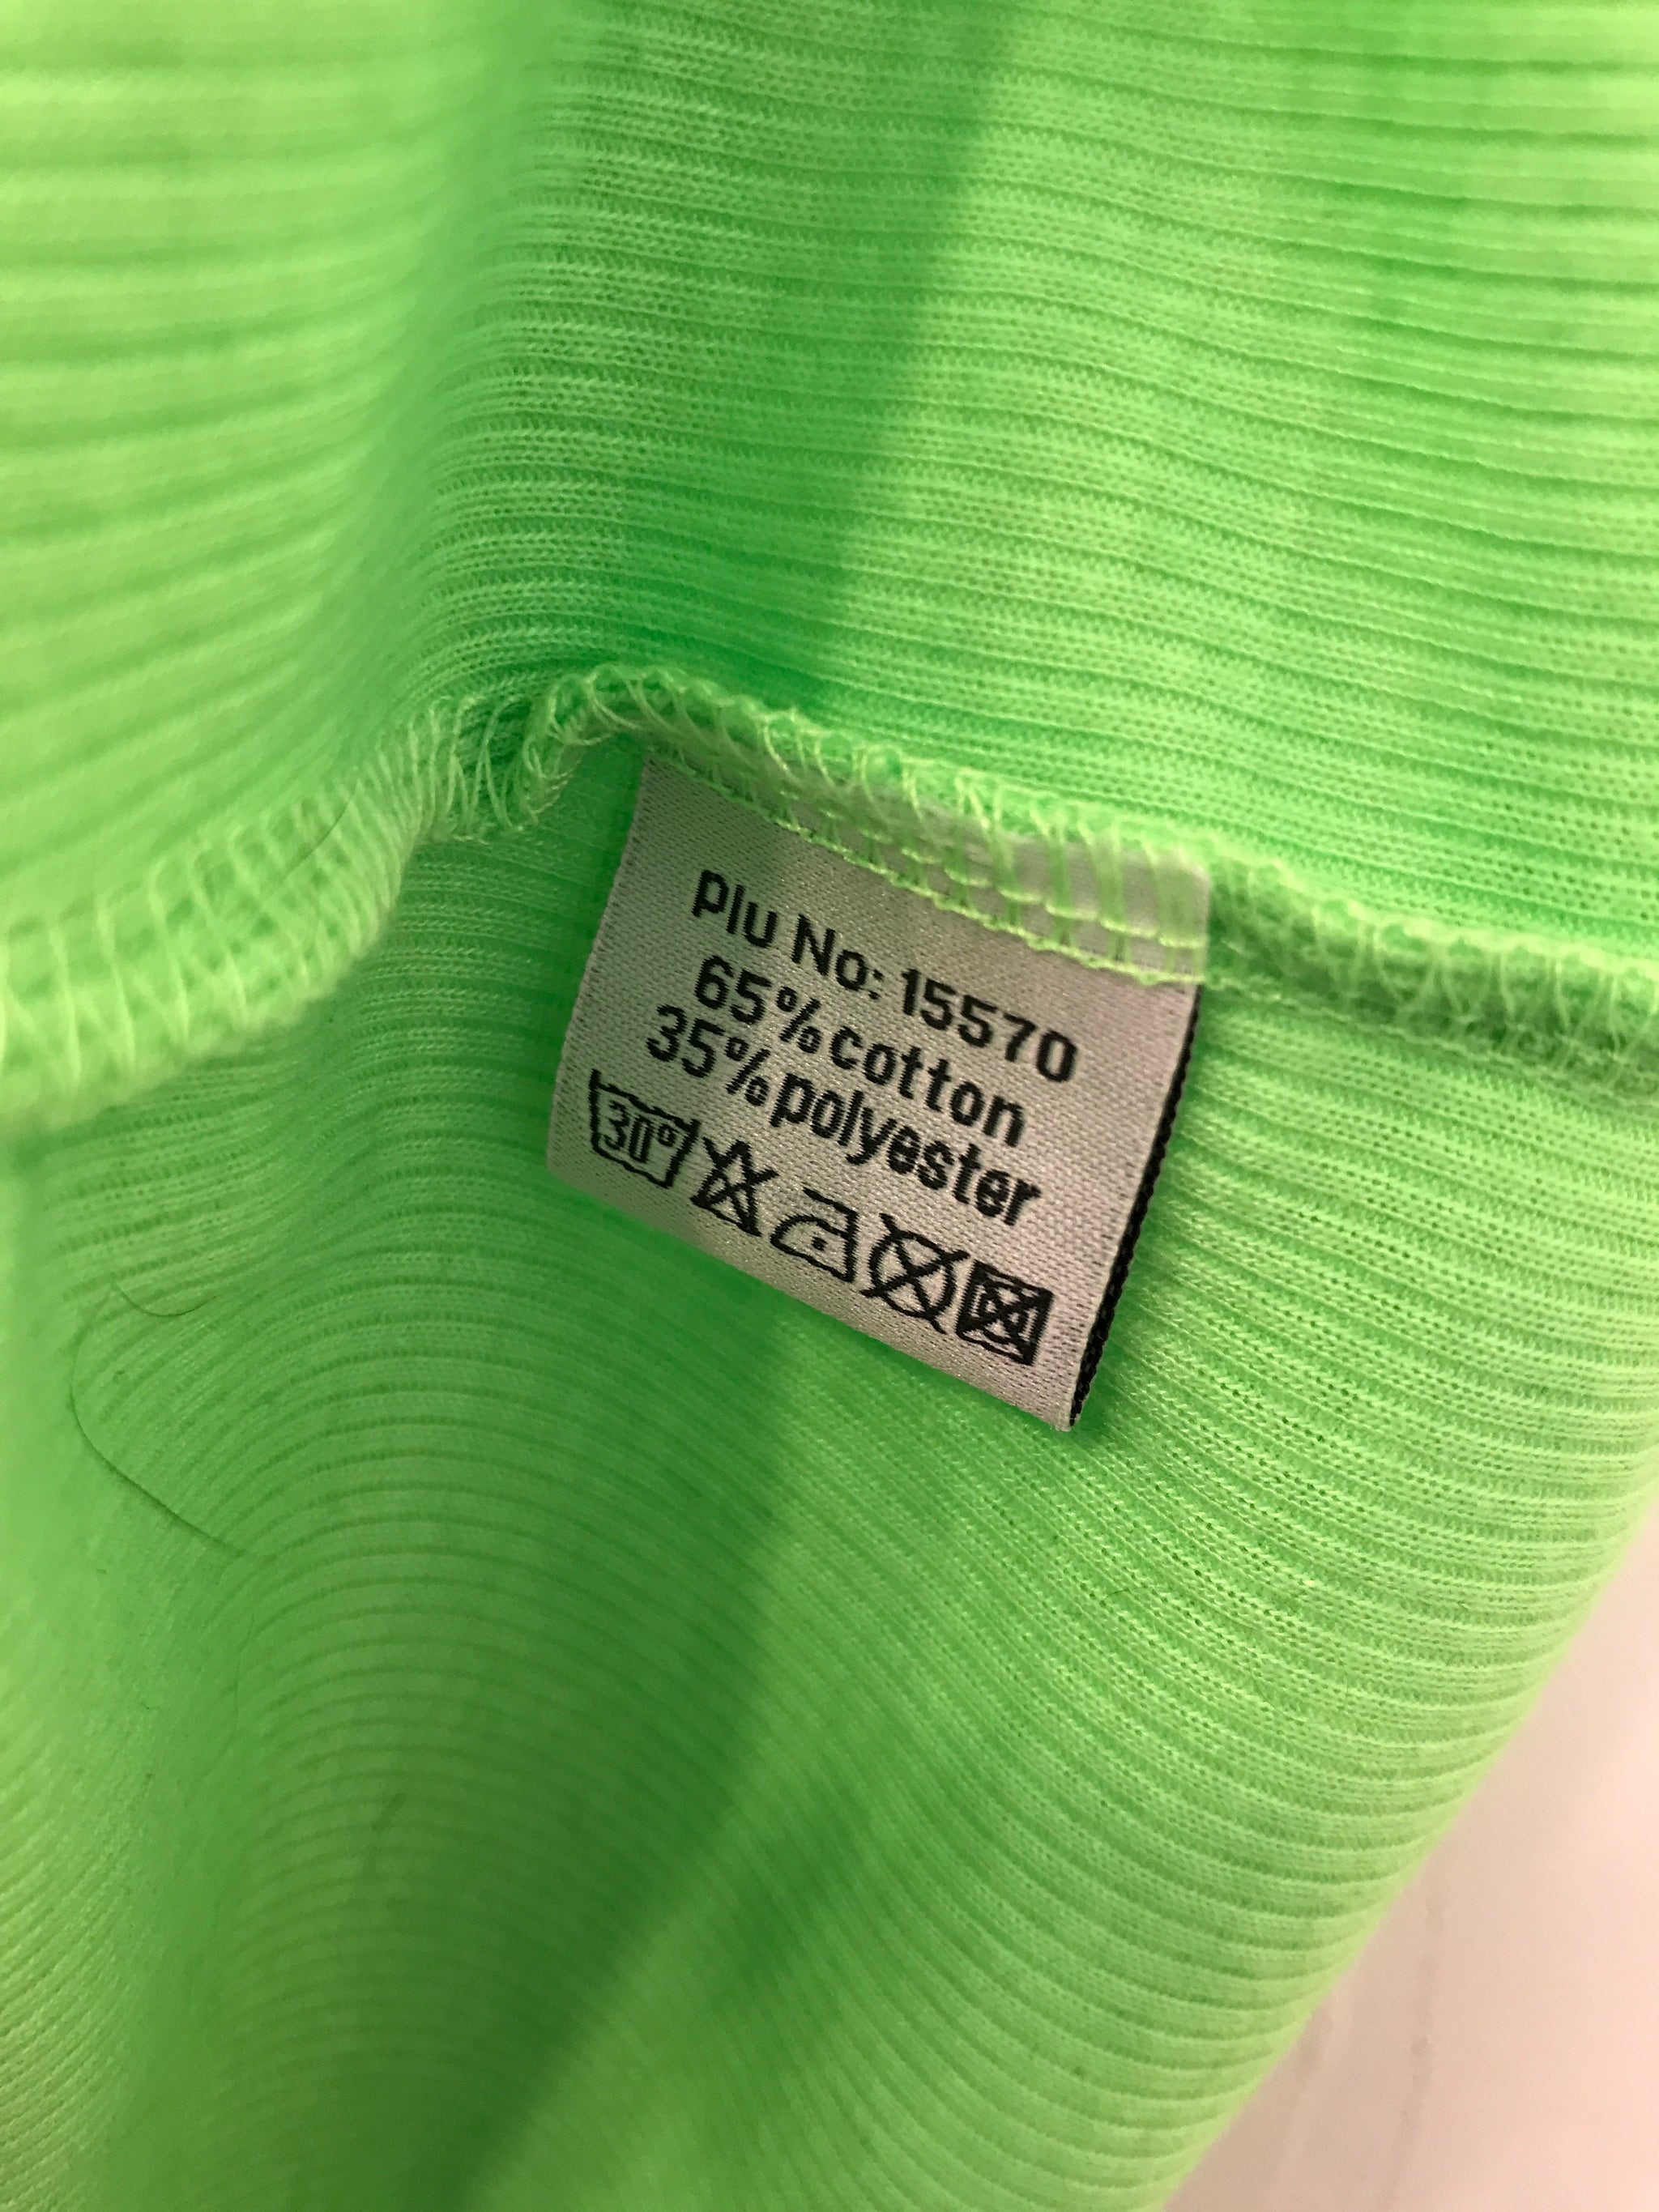 Plu No: 15570
65% cotton
35% polyester
30°